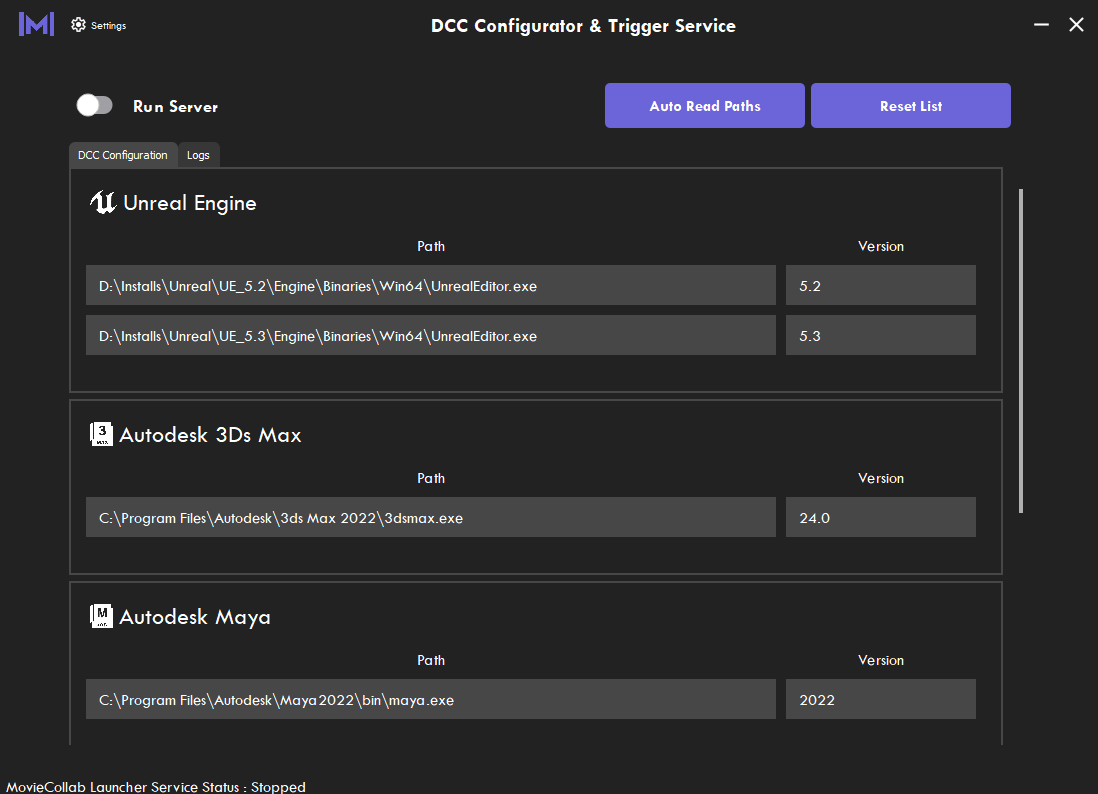 Settings
DCC Configurator & Trigger Service
Run Server
Auto Read Paths
Reset List
DCC Configuration
Logs
Unreal Engine
Path Version
D:\Installs\Unreal\UE_5.2\Engine\Binaries\Win64\UnrealEditor.exe 5.2
D:\Installs\Unreal\UE_5.3\Engine\Binaries\Win64\UnrealEditor.exe 5.3
3
Autodesk 3Ds Max
Path Version
C:\Program Files\Autodesk\3ds Max 2022\3dsmax.exe 24.0
M
Autodesk Maya
Path Version
C:\Program Files\Autodesk\Maya2022\bin\maya.exe 2022
MovieCollab Launcher Service Status : Stopped